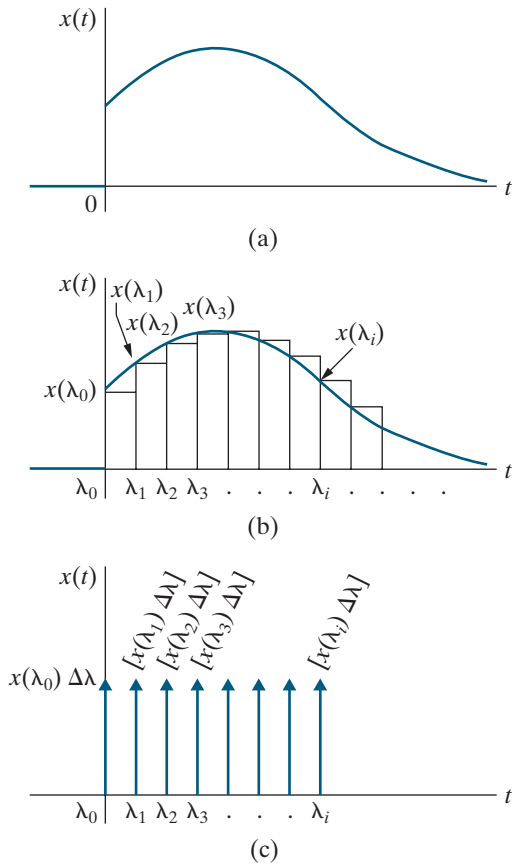 x(t)
0
t
(a)
x(t)
x(λ₁)
x(λ₂)
x(λ₃)
x(λᵢ)
x(λ₀)
λ₀ λ₁ λ₂ λ₃ . . . λᵢ . . . .
t
(b)
x(t)
[x(λ₁) Δλ]
[x(λ₂) Δλ]
[x(λ₃) Δλ]
[x(λᵢ) Δλ]
x(λ₀) Δλ
λ₀ λ₁ λ₂ λ₃ . . . λᵢ
t
(c)